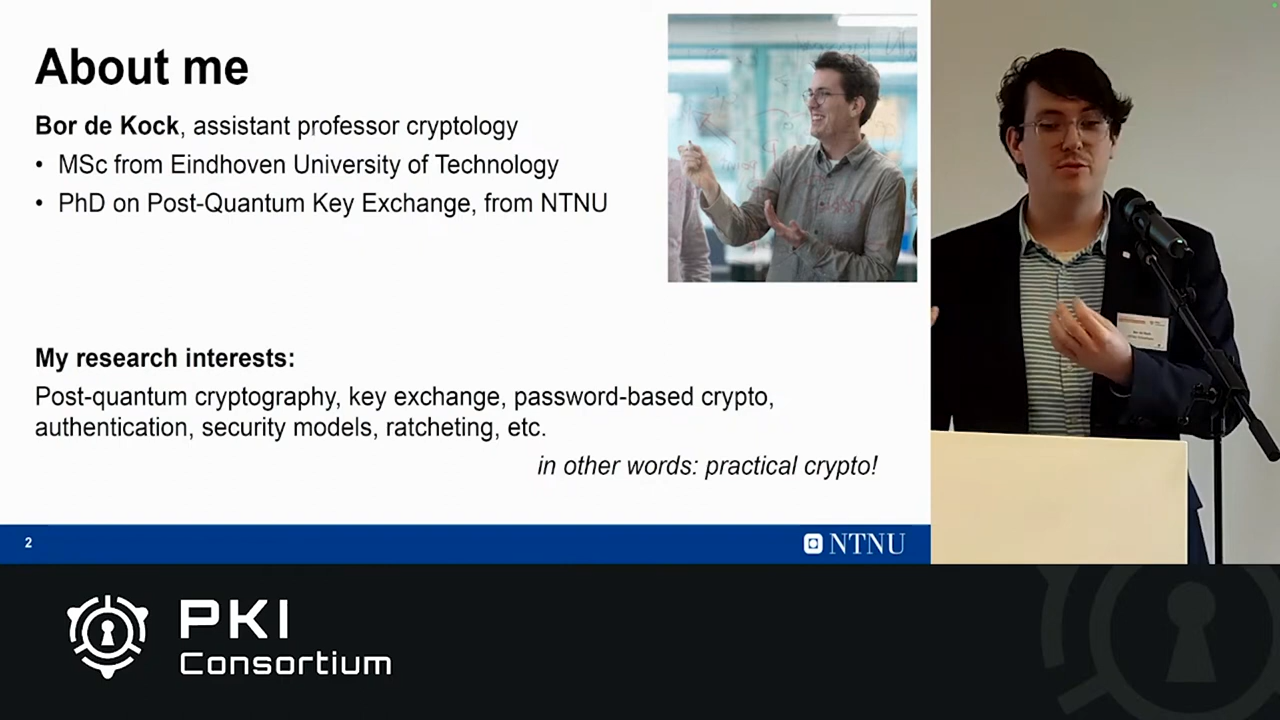 About me
Bor de Kock, assistant professor cryptology
• MSc from Eindhoven University of Technology
• PhD on Post-Quantum Key Exchange, from NTNU
My research interests:
Post-quantum cryptography, key exchange, password-based crypto,
authentication, security models, ratcheting, etc.
in other words: practical crypto!
2
NTNU
PKI
Consortium